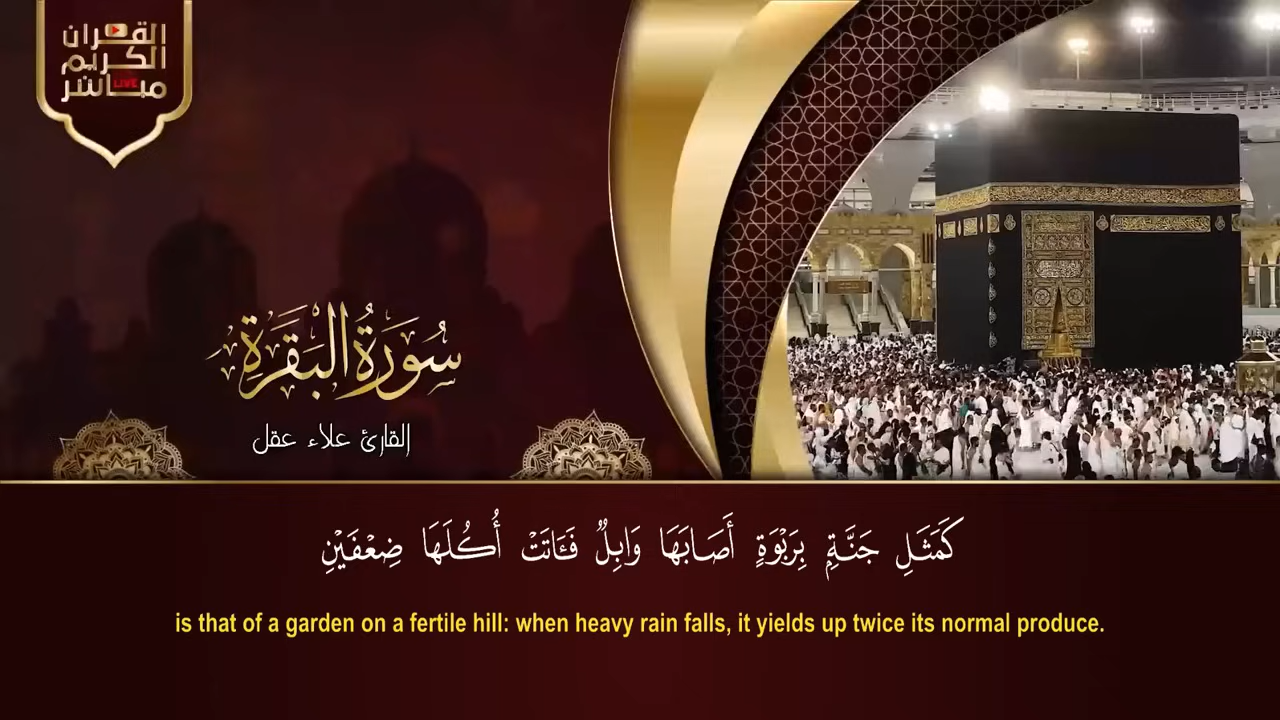 القرآن
الكريم
مباشر
LIVE
سُورَةُ البَقَرَةِ
القارئ علاء عقل
كَمَثَلِ جَنَّةٍۭ بِرَبْوَةٍ أَصَابَهَا وَابِلٌ فَـَٔاتَتْ أُكُلَهَا ضِعْفَيْنِ
is that of a garden on a fertile hill: when heavy rain falls, it yields up twice its normal produce.